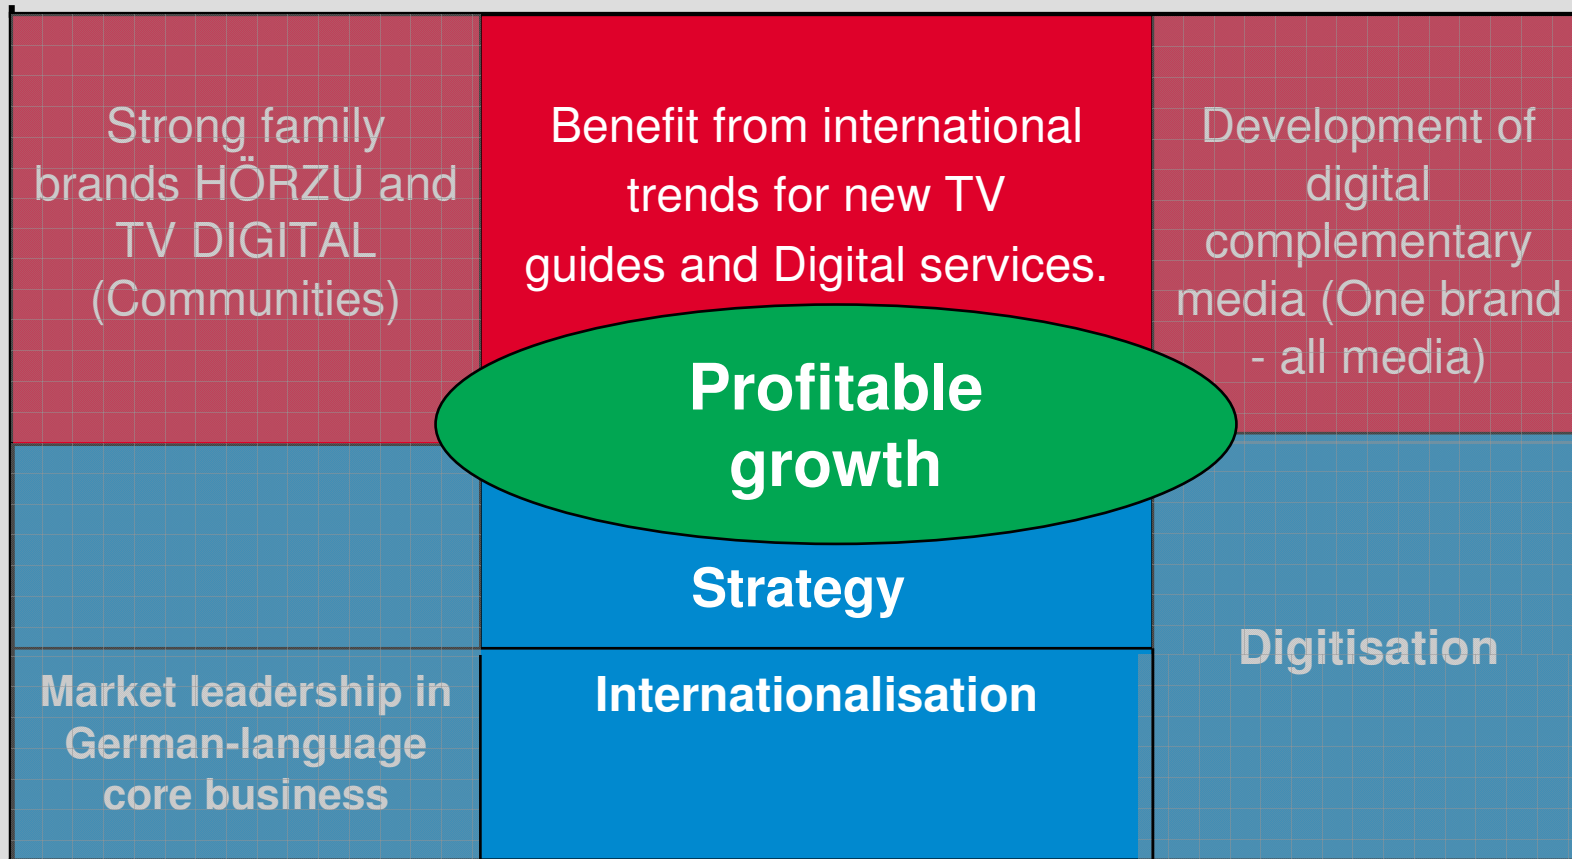 Strong family
brands HÖRZU and
TV DIGITAL
(Communities)
Benefit from international
trends for new TV
guides and Digital services.
Development of
digital
complementary
media (One brand
- all media)
Profitable
growth
Strategy
Market leadership in
German-language
core business
Internationalisation
Digitisation